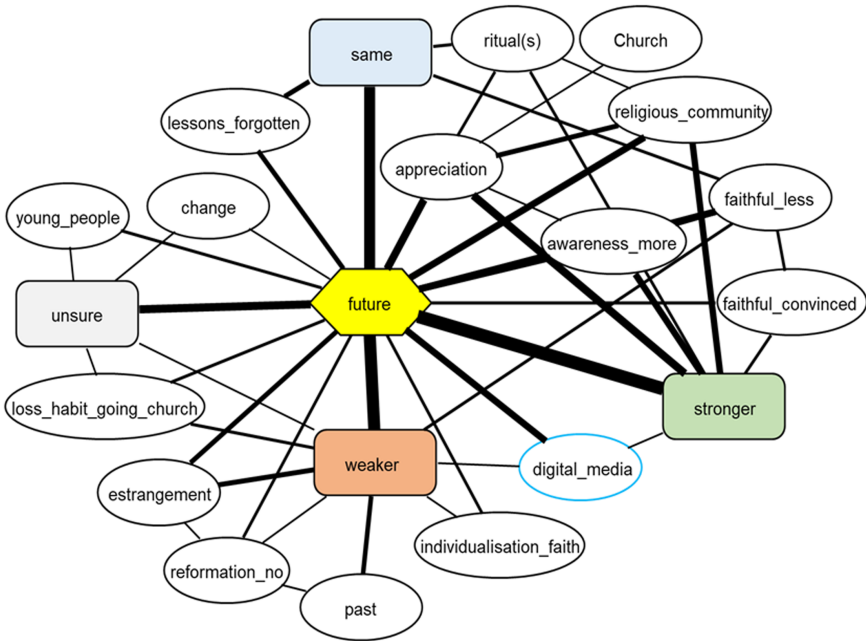 same
ritual(s)
Church
lessons_forgotten
religious_community
appreciation
faithful_less
young_people
change
awareness_more
unsure
future
faithful_convinced
loss_habit_going_church
stronger
weaker
digital_media
estrangement
individualisation_faith
reformation_no
past